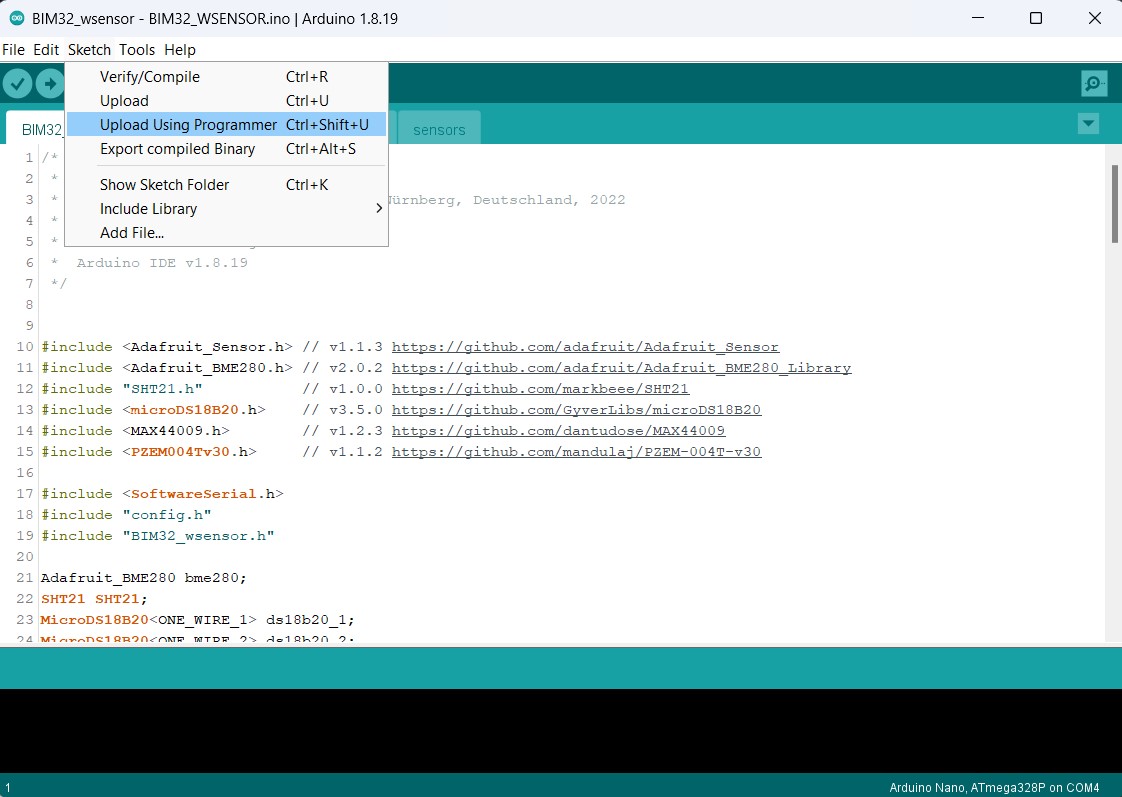 BIM32_wsensor - BIM32_WSENSOR.ino | Arduino 1.8.19
File Edit Sketch Tools Help
Verify/Compile Ctrl+R
Upload Ctrl+U
Upload Using Programmer Ctrl+Shift+U
Export compiled Binary Ctrl+Alt+S
Show Sketch Folder Ctrl+K
Include Library
Add File...
BIM32_ sensors
1 /*
2 *
3 * Nürnberg, Deutschland, 2022
4 *
5 *
6 * Arduino IDE v1.8.19
7 */
8
9
10 #include <Adafruit_Sensor.h> // v1.1.3 https://github.com/adafruit/Adafruit_Sensor
11 #include <Adafruit_BME280.h> // v2.0.2 https://github.com/adafruit/Adafruit_BME280_Library
12 #include "SHT21.h" // v1.0.0 https://github.com/markbeee/SHT21
13 #include <microDS18B20.h> // v3.5.0 https://github.com/GyverLibs/microDS18B20
14 #include <MAX44009.h> // v1.2.3 https://github.com/dantudose/MAX44009
15 #include <PZEM004Tv30.h> // v1.1.2 https://github.com/mandulaj/PZEM-004T-v30
16
17 #include <SoftwareSerial.h>
18 #include "config.h"
19 #include "BIM32_wsensor.h"
20
21 Adafruit_BME280 bme280;
22 SHT21 SHT21;
23 MicroDS18B20<ONE_WIRE_1> ds18b20_1;
24 MicroDS18B20<ONE_WIRE_2> ds18b20_2;
1 Arduino Nano, ATmega328P on COM4